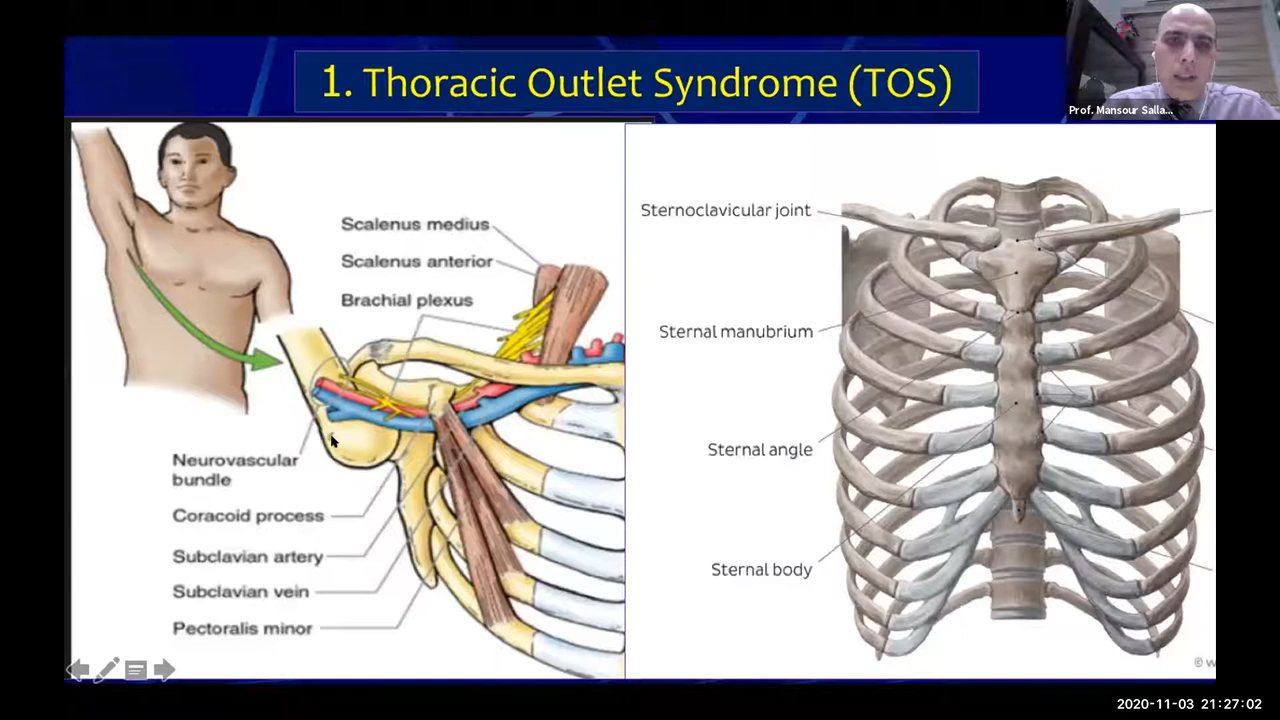 1. Thoracic Outlet Syndrome (TOS)
Prof. Mansour Salla...
Scalenus medius
Scalenus anterior
Brachial plexus
Neurovascular
bundle
Coracoid process
Subclavian artery
Subclavian vein
Pectoralis minor
Sternoclavicular joint
Sternal manubrium
Sternal angle
Sternal body
©
2020-11-03 21:27:02